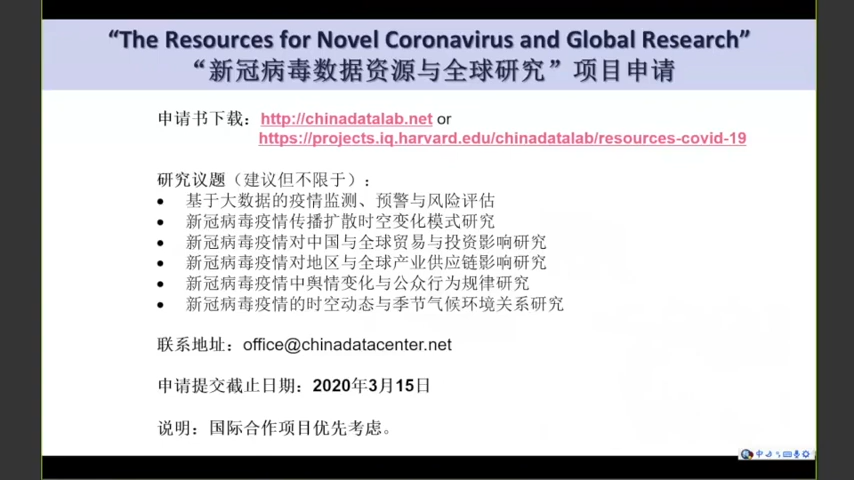 “The Resources for Novel Coronavirus and Global Research”
“新冠病毒数据资源与全球研究”项目申请
申请书下载：http://chinadatalab.net or
https://projects.iq.harvard.edu/chinadatalab/resources-covid-19
研究议题（建议但不限于）：
• 基于大数据的疫情监测、预警与风险评估
• 新冠病毒疫情传播扩散时空变化模式研究
• 新冠病毒疫情对中国与全球贸易与投资影响研究
• 新冠病毒疫情对地区与全球产业供应链影响研究
• 新冠病毒疫情中舆情变化与公众行为规律研究
• 新冠病毒疫情的时空动态与季节气候环境关系研究
联系地址：office@chinadatacenter.net
申请提交截止日期：2020年3月15日
说明：国际合作项目优先考虑。
中